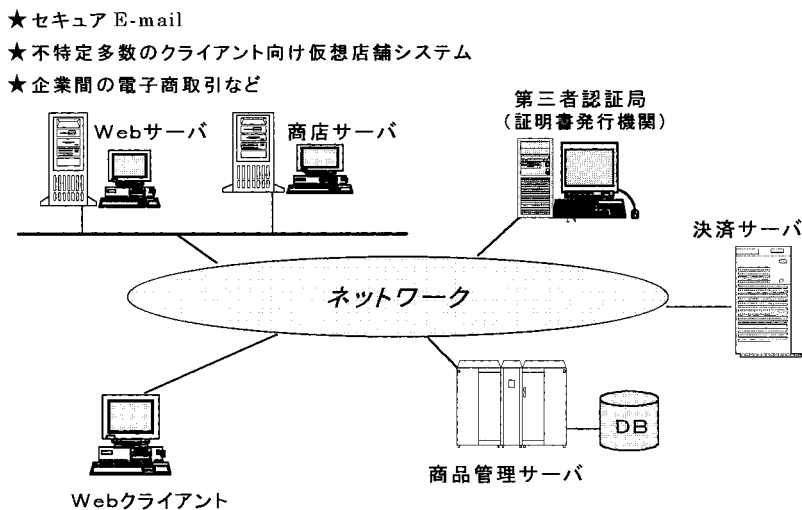 ★セキュア E-mail
★不特定多数のクライアント向け仮想店舗システム
★企業間の電子商取引など
第三者認証局
(証明書発行機関)
Webサーバ
商店サーバ
決済サーバ
ネットワーク
DB
商品管理サーバ
Webクライアント